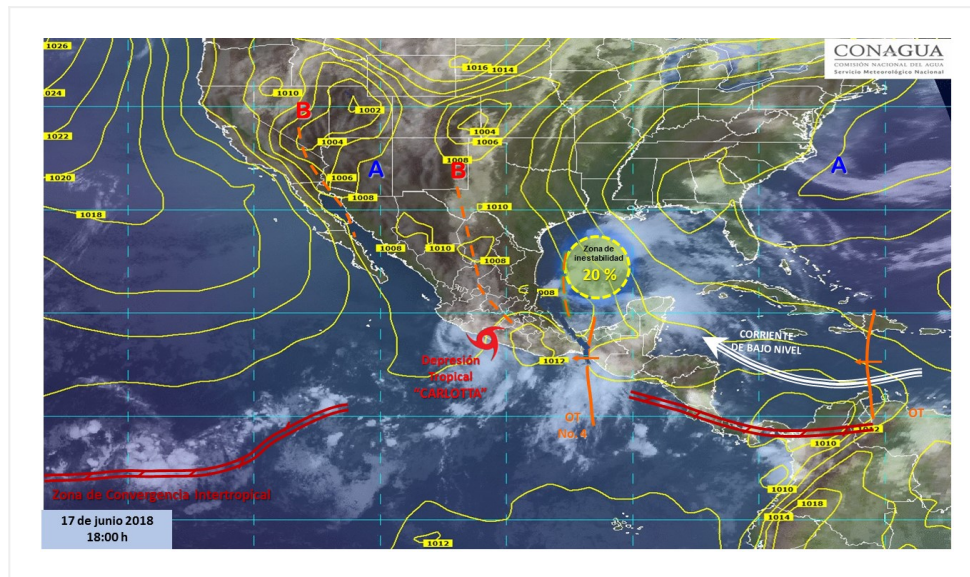 CONAGUA
COMISIÓN NACIONAL DEL AGUA
Servicio Meteorológico Nacional
1026
1016
1014
1010
024
B
1002
1022
1004
1004
1006
1008
B
A
A
1020
1006
1008
1018
1010
1008
1010
1008
Zona de
inestabilidad
20 %
008
CORRIENTE
DE BAJO NIVEL
1012
Depresión
Tropical
"CARLOTTA"
OT
No. 4
OT
1012
1010
Zona de Convergencia Intertropical
1010
1018
1014
17 de junio 2018
18:00 h
1012